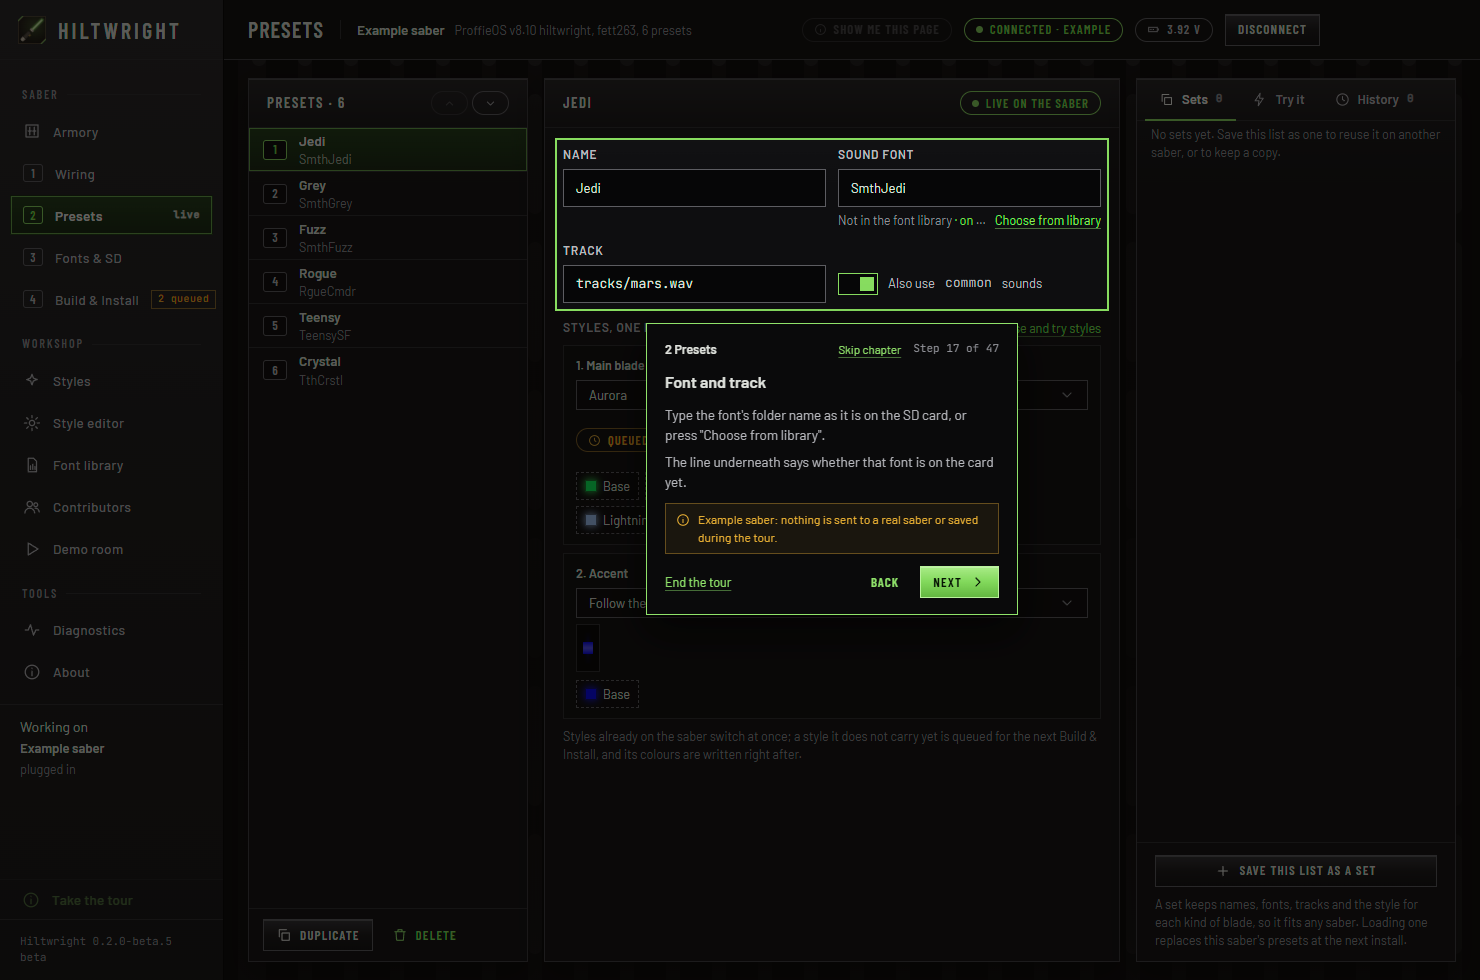 HILTWRIGHT
SABER
Armory
1 Wiring
2 Presets live
3 Fonts & SD
4 Build & Install 2 queued
WORKSHOP
Styles
Style editor
Font library
Contributors
Demo room
TOOLS
Diagnostics
About
Working on
Example saber
plugged in
Take the tour
Hiltwright 0.2.0-beta.5
beta
PRESETS
Example saber ProffieOS v8.10 hiltwright, fett263, 6 presets
SHOW ME THIS PAGE
CONNECTED · EXAMPLE
3.92 V
DISCONNECT
PRESETS · 6
1 Jedi
SmthJedi
2 Grey
SmthGrey
3 Fuzz
SmthFuzz
4 Rogue
RgueCmdr
5 Teensy
TeensySF
6 Crystal
TthCrstl
DUPLICATE
DELETE
JEDI
LIVE ON THE SABER
NAME
SOUND FONT
Jedi
SmthJedi
Not in the font library · on ... Choose from library
TRACK
tracks/mars.wav
Also use common sounds
STYLES, ONE
e and try styles
1. Main blade
Aurora
QUEUED
Base
Lightnin
2. Accent
Follow the
Base
Styles already on the saber switch at once; a style it does not carry yet is queued for the next Build &
Install, and its colours are written right after.
2 Presets
Skip chapter
Step 17 of 47
Font and track
Type the font's folder name as it is on the SD card, or
press "Choose from library".
The line underneath says whether that font is on the card
yet.
Example saber: nothing is sent to a real saber or saved
during the tour.
End the tour
BACK
NEXT
Sets 0
Try it
History 0
No sets yet. Save this list as one to reuse it on another
saber, or to keep a copy.
SAVE THIS LIST AS A SET
A set keeps names, fonts, tracks and the style for
each kind of blade, so it fits any saber. Loading one
replaces this saber's presets at the next install.